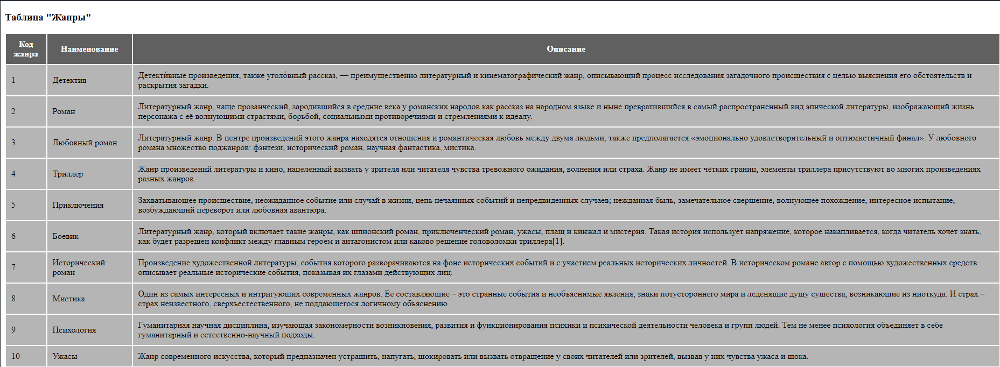 Таблица "Жанры"
Код
жанра
Наименование
Описание
1
Детектив
Детекти́вные произведения, также уголо́вный рассказ, — преимущественно литературный и кинематографический жанр, описывающий процесс исследования загадочного происшествия с целью выяснения его обстоятельств и
раскрытия загадки.
2
Роман
Литературный жанр, чаще прозаический, зародившийся в средние века у романских народов как рассказ на народном языке и ныне превратившийся в самый распространенный вид эпической литературы, изображающий жизнь
персонажа с её волнующими страстями, борьбой, социальными противоречиями и стремлениями к идеалу.
3
Любовный роман
Литературный жанр. В центре произведений этого жанра находятся отношения и романтическая любовь между двумя людьми, также предполагается «эмоционально удовлетворительный и оптимистичный финал». У любовного
романа множество поджанров: фэнтези, исторический роман, научная фантастика, мистика.
4
Триллер
Жанр произведений литературы и кино, нацеленный вызвать у зрителя или читателя чувства тревожного ожидания, волнения или страха. Жанр не имеет чётких границ, элементы триллера присутствуют во многих произведениях
разных жанров.
5
Приключения
Захватывающее происшествие, неожиданное событие или случай в жизни, цепь нечаянных событий и непредвиденных случаев; нежданная быль, замечательное свершение, волнующее похождение, интересное испытание,
возбуждающий переворот или любовная авантюра.
6
Боевик
Литературный жанр, который включает такие жанры, как шпионский роман, приключенческий роман, ужасы, плащ и кинжал и мистерия. Такая история использует напряжение, которое накапливается, когда читатель хочет знать,
как будет разрешен конфликт между главным героем и антагонистом или каково решение головоломки триллера[1].
7
Исторический
роман
Произведение художественной литературы, события которого разворачиваются на фоне исторических событий и с участием реальных исторических личностей. В историческом романе автор с помощью художественных средств
описывает реальные исторические события, показывая их глазами действующих лиц.
8
Мистика
Один из самых интересных и интригующих современных жанров. Ее составляющие – это странные события и необъяснимые явления, знаки потустороннего мира и леденящие душу существа, возникающие из ниоткуда. И страх –
страх неизвестного, сверхъестественного, не поддающегося логичному объяснению.
9
Психология
Гуманитарная научная дисциплина, изучающая закономерности возникновения, развития и функционирования психики и психической деятельности человека и групп людей. Тем не менее психология объединяет в себе
гуманитарный и естественно-научный подходы.
10
Ужасы
Жанр современного искусства, который предназначен устрашить, напугать, шокировать или вызвать отвращение у своих читателей или зрителей, вызвав у них чувства ужаса и шока.